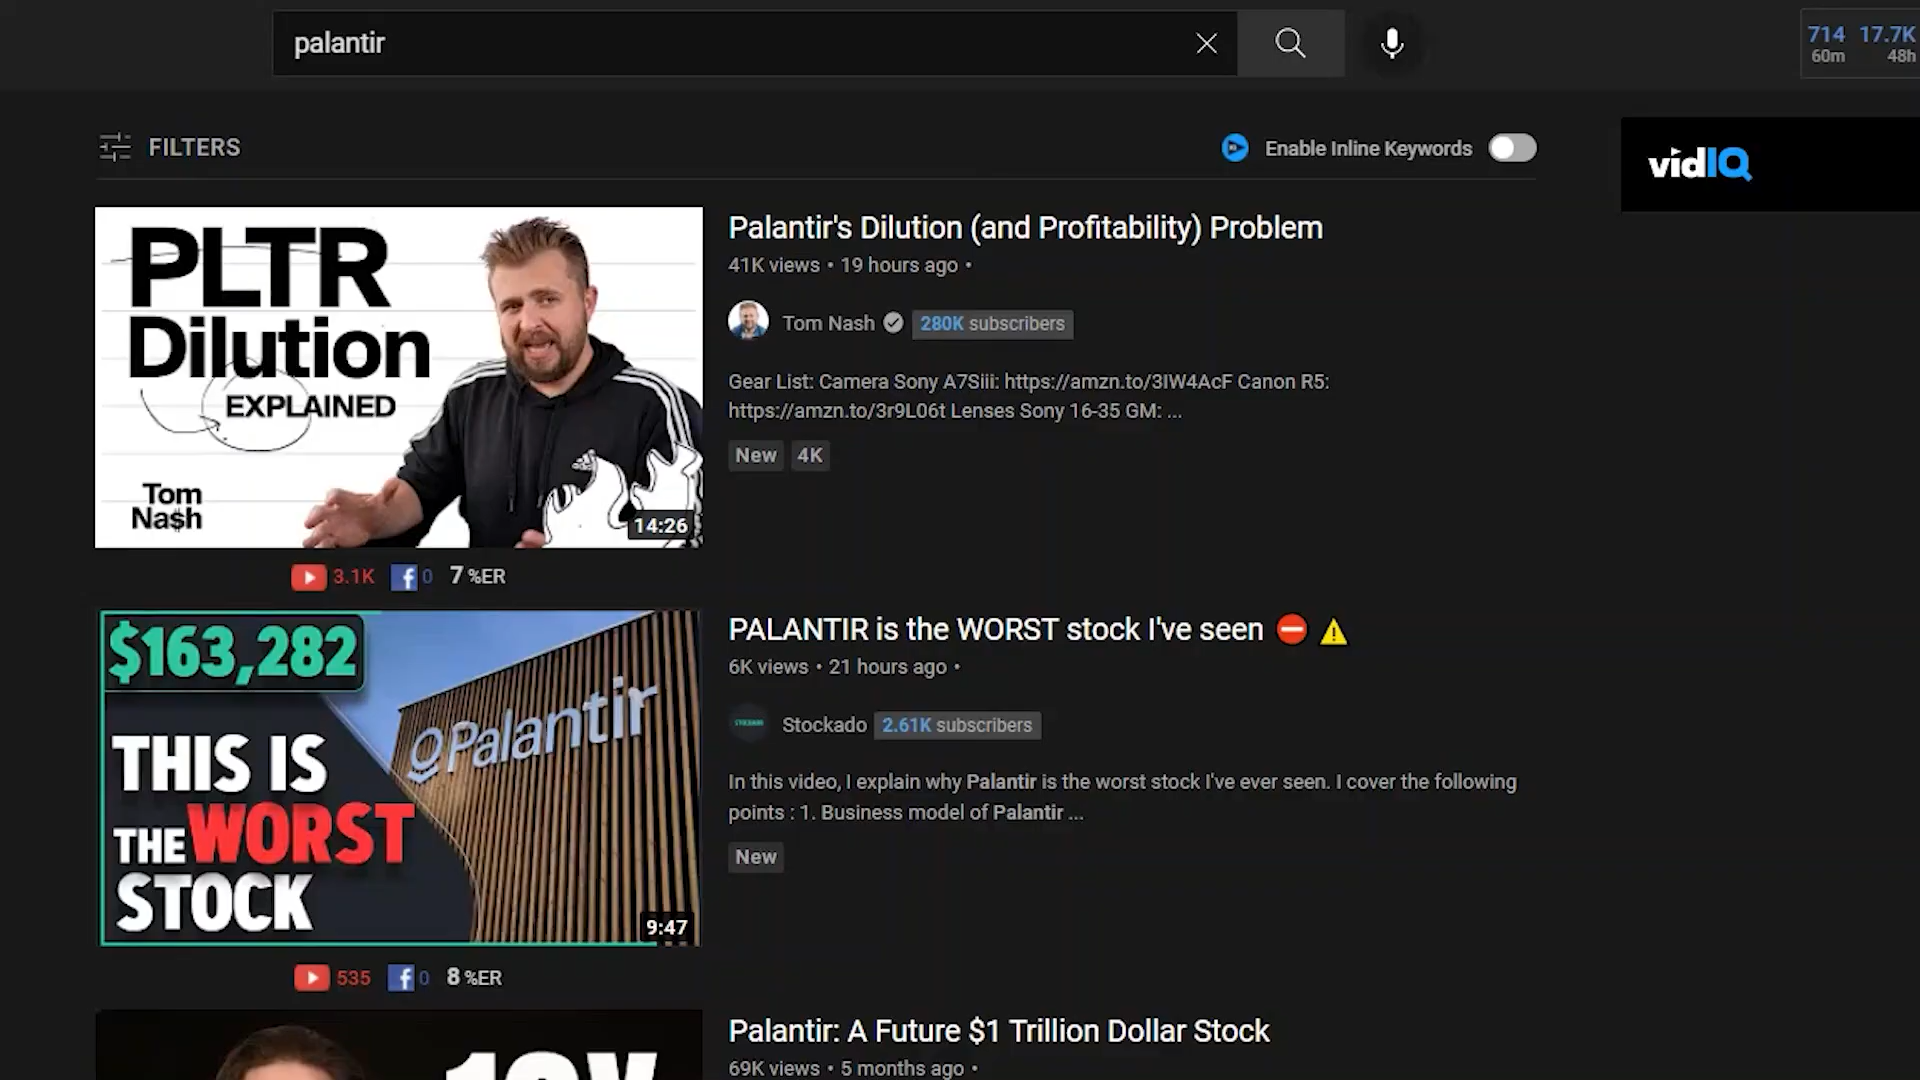 palantir
714 17.7K
60m 48h
FILTERS
Enable Inline Keywords
vidIQ
PLTR
Dilution
EXPLAINED
Tom
Na$h
14:26
3.1K 0 7 %ER
Palantir's Dilution (and Profitability) Problem
41K views • 19 hours ago •
Tom Nash 280K subscribers
Gear List: Camera Sony A7Siii: https://amzn.to/3IW4AcF Canon R5:
https://amzn.to/3r9L06t Lenses Sony 16-35 GM: ...
New 4K
$163,282
THIS IS
THE WORST
STOCK
Palantir
9:47
535 0 8 %ER
PALANTIR is the WORST stock I've seen ⛔ ⚠
6K views • 21 hours ago •
Stockado 2.61K subscribers
In this video, I explain why Palantir is the worst stock I've ever seen. I cover the following
points : 1. Business model of Palantir ...
New
Palantir: A Future $1 Trillion Dollar Stock
69K views • 5 months ago •